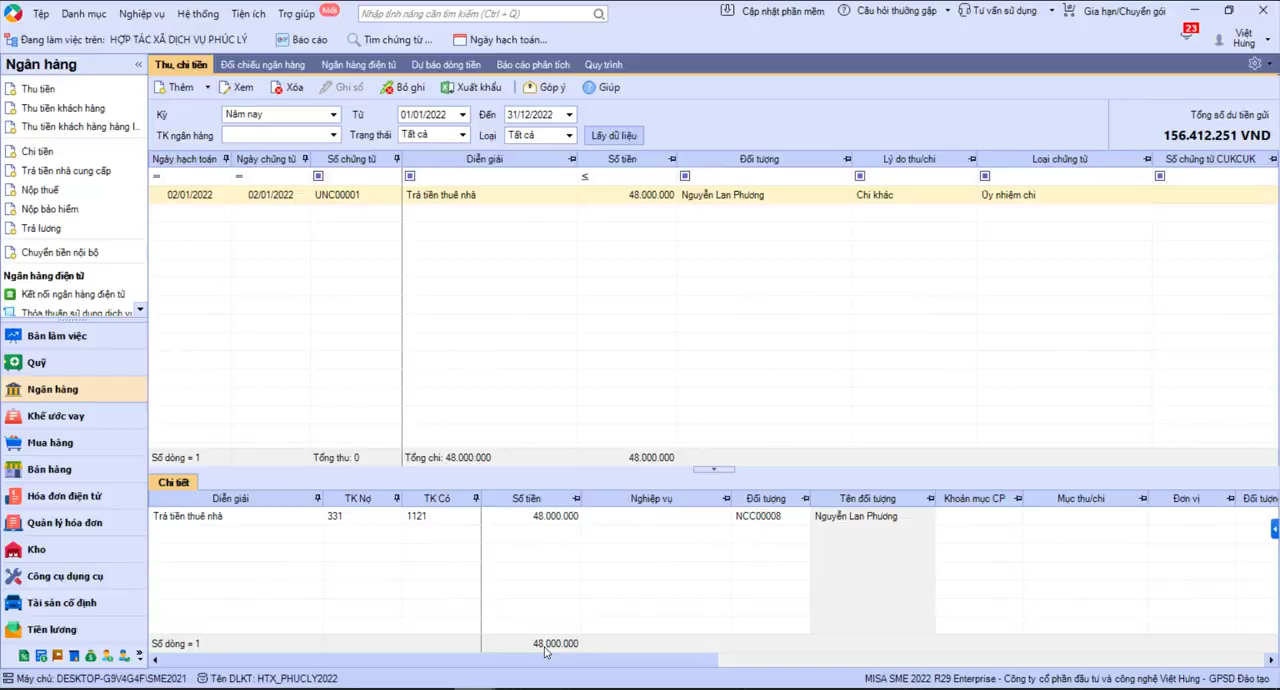 Tệp Danh mục Nghiệp vụ Hệ thống Tiện ích Trợ giúp Mới Nhập tính năng cần tìm kiếm (Ctrl + Q) Cập nhật phần mềm Câu hỏi thường gặp Tư vấn sử dụng Gia hạn/Chuyển gói
Đang làm việc trên: HỢP TÁC XÃ DỊCH VỤ PHÚC LÝ Báo cáo Tìm chứng từ ... Ngày hạch toán... 23 Việt Hưng
Ngân hàng «
Thu, chi tiền Đối chiếu ngân hàng Ngân hàng điện tử Dự báo dòng tiền Báo cáo phân tích Quy trình
Thêm Xem Xóa Ghi sổ Bỏ ghi Xuất khẩu Góp ý Giúp
Kỳ Năm nay Từ 01/01/2022 Đến 31/12/2022
TK ngân hàng Trạng thái Tất cả Loại Tất cả Lấy dữ liệu
Tổng số dư tiền gửi
156.412.251 VND
Ngày hạch toán Ngày chứng từ Số chứng từ Diễn giải Số tiền Đối tượng Lý do thu/chi Loại chứng từ Số chứng từ CUKCUK
= = ≤
02/01/2022 02/01/2022 UNC00001 Trả tiền thuê nhà 48.000.000 Nguyễn Lan Phương Chi khác Ủy nhiệm chi
Số dòng = 1 Tổng thu: 0 Tổng chi: 48.000.000 48.000.000
Chi tiết
Diễn giải TK Nợ TK Có Số tiền Nghiệp vụ Đối tượng Tên đối tượng Khoản mục CP Mục thu/chi Đơn vị Đối tượn
Trả tiền thuê nhà 331 1121 48.000.000 NCC00008 Nguyễn Lan Phương
Số dòng = 1 48.000.000
Thu tiền
Thu tiền khách hàng
Thu tiền khách hàng hàng l...
Chi tiền
Trả tiền nhà cung cấp
Nộp thuế
Nộp bảo hiểm
Trả lương
Chuyển tiền nội bộ
Ngân hàng điện tử
Kết nối ngân hàng điện tử
Thỏa thuận sử dụng dịch vụ
Bàn làm việc
Quỹ
Ngân hàng
Khế ước vay
Mua hàng
Bán hàng
Hóa đơn điện tử
Quản lý hóa đơn
Kho
Công cụ dụng cụ
Tài sản cố định
Tiền lương
Máy chủ: DESKTOP-G9V4G4F\SME2021 Tên DLKT: HTX_PHUCLY2022 MISA SME 2022 R29 Enterprise - Công ty cổ phần đầu tư và công nghệ Việt Hưng - GPSD Đào tạo